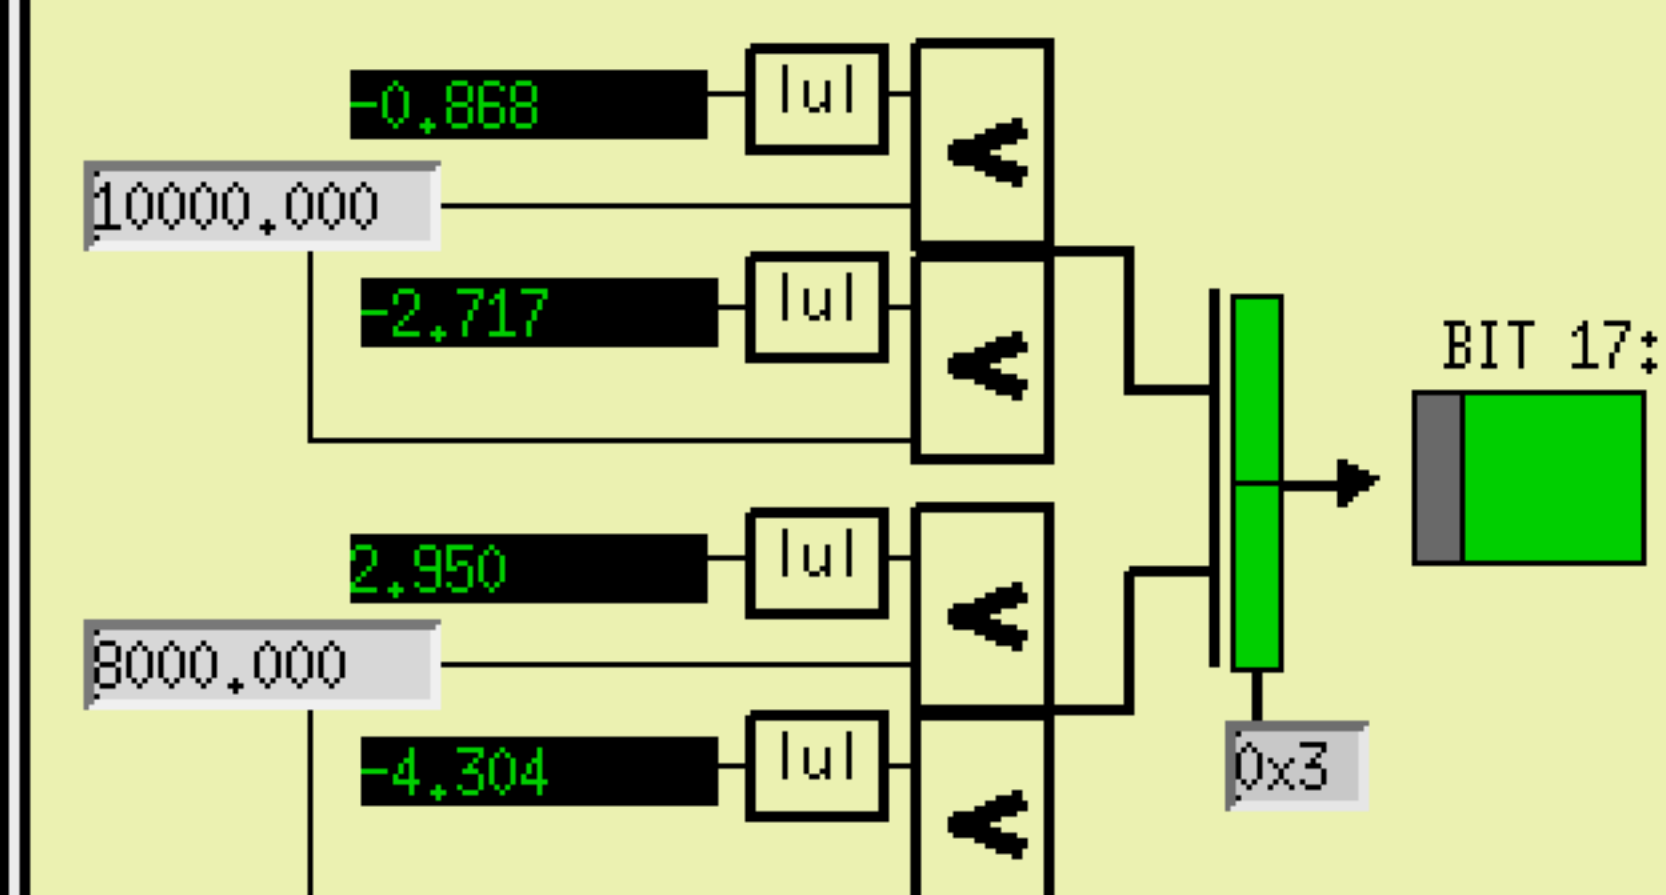 -0.868 |u|
<
10000.000
-2.717 |u|
<
BIT 17:
2.950 |u|
<
8000.000
-4.304 |u|
0x3
<